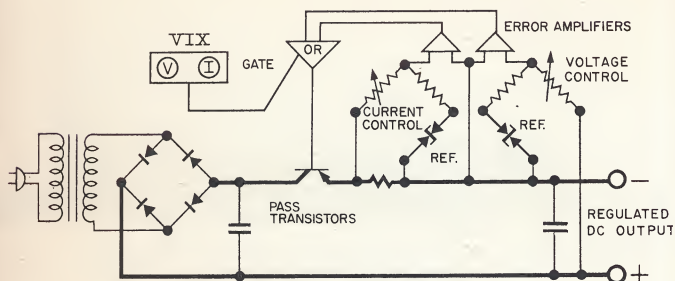 ERROR AMPLIFIERS
VIX
OR
V I
GATE
VOLTAGE
CONTROL
CURRENT
CONTROL
REF.
REF.
PASS
TRANSISTORS
−
REGULATED
DC OUTPUT
+